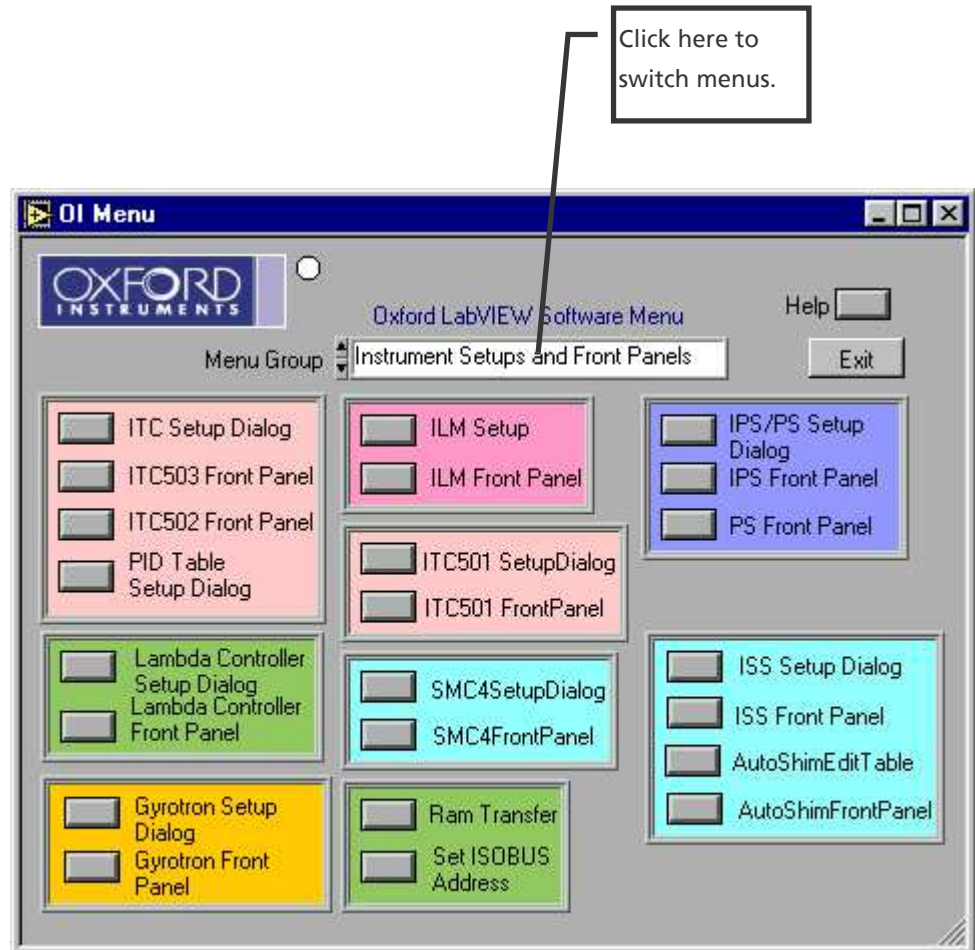 Click here to
switch menus.
OI Menu
OXFORD
INSTRUMENTS
Oxford LabVIEW Software Menu
Help
Menu Group
Instrument Setups and Front Panels
Exit
ITC Setup Dialog
ITC503 Front Panel
ITC502 Front Panel
PID Table
Setup Dialog
ILM Setup
ILM Front Panel
IPS/PS Setup
Dialog
IPS Front Panel
PS Front Panel
ITC501 SetupDialog
ITC501 FrontPanel
Lambda Controller
Setup Dialog
Lambda Controller
Front Panel
SMC4SetupDialog
SMC4FrontPanel
ISS Setup Dialog
ISS Front Panel
AutoShimEditTable
AutoShimFrontPanel
Gyrotron Setup
Dialog
Gyrotron Front
Panel
Ram Transfer
Set ISOBUS
Address